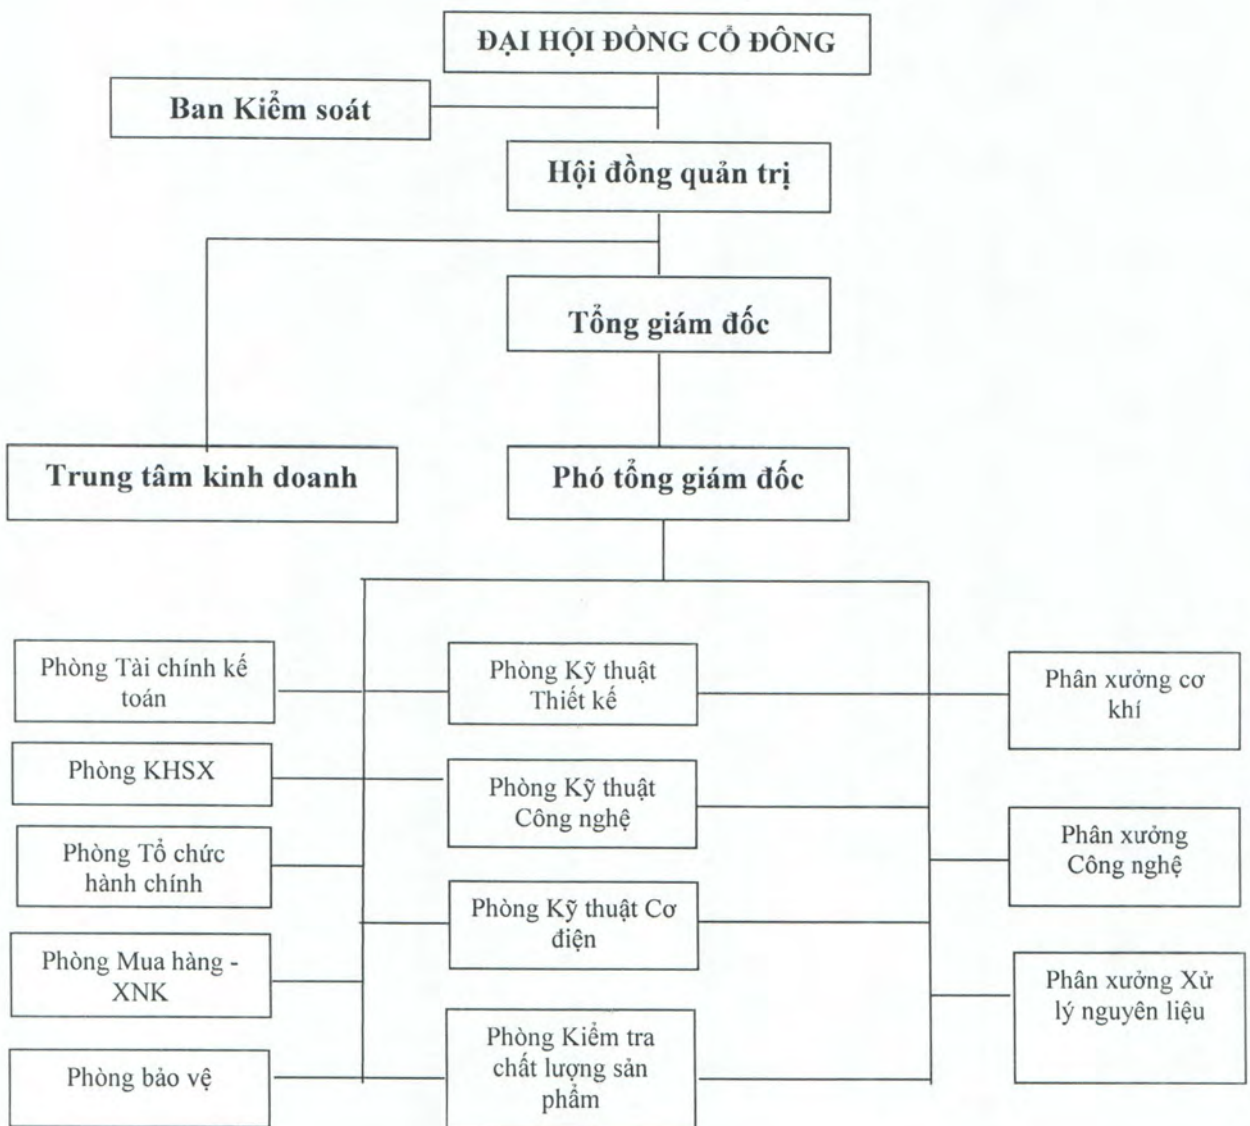 ĐẠI HỘI ĐỒNG CỔ ĐÔNG
Ban Kiểm soát
Hội đồng quản trị
Tổng giám đốc
Trung tâm kinh doanh
Phó tổng giám đốc
Phòng Tài chính kế
toán
Phòng KHSX
Phòng Tổ chức
hành chính
Phòng Mua hàng -
XNK
Phòng bảo vệ
Phòng Kỹ thuật
Thiết kế
Phòng Kỹ thuật
Công nghệ
Phòng Kỹ thuật Cơ
điện
Phòng Kiểm tra
chất lượng sản
phẩm
Phân xưởng cơ
khí
Phân xưởng
Công nghệ
Phân xưởng Xử
lý nguyên liệu